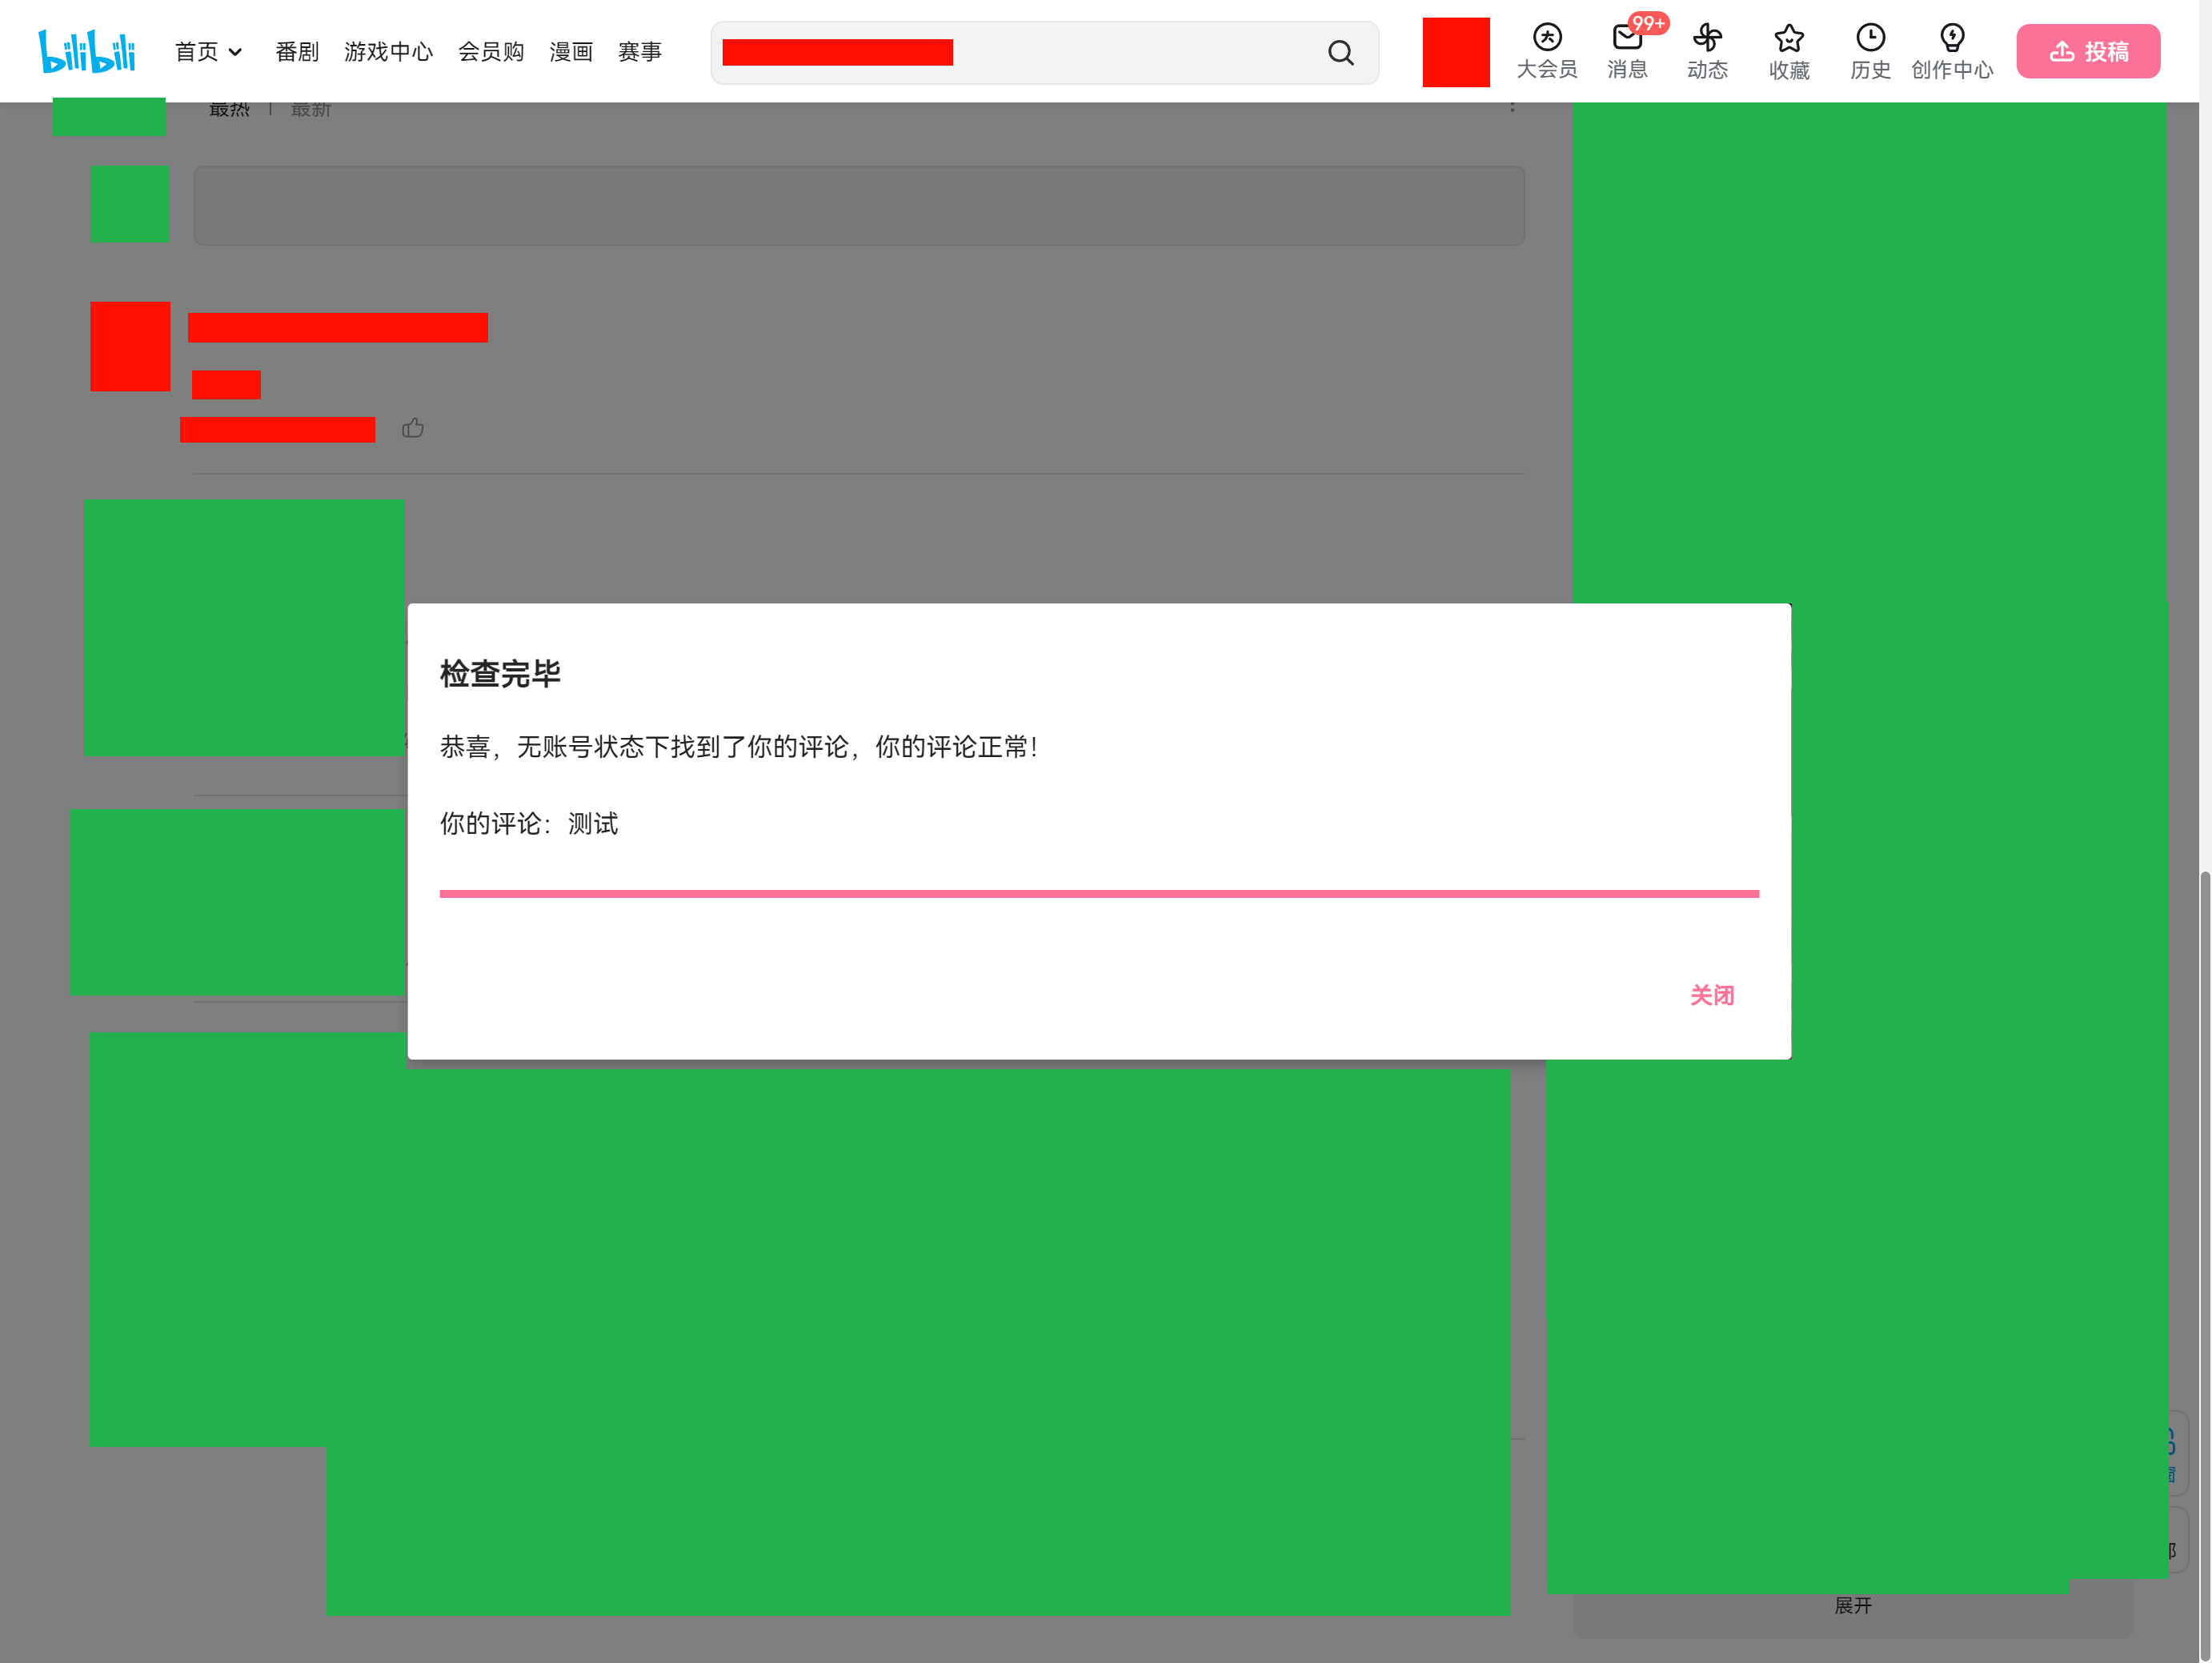 bilibili 首页 番剧 游戏中心 会员购 漫画 赛事 大会员 消息 99+ 动态 收藏 历史 创作中心 投稿
最热 最新
检查完毕
恭喜，无账号状态下找到了你的评论，你的评论正常！
你的评论：测试
关闭
展开